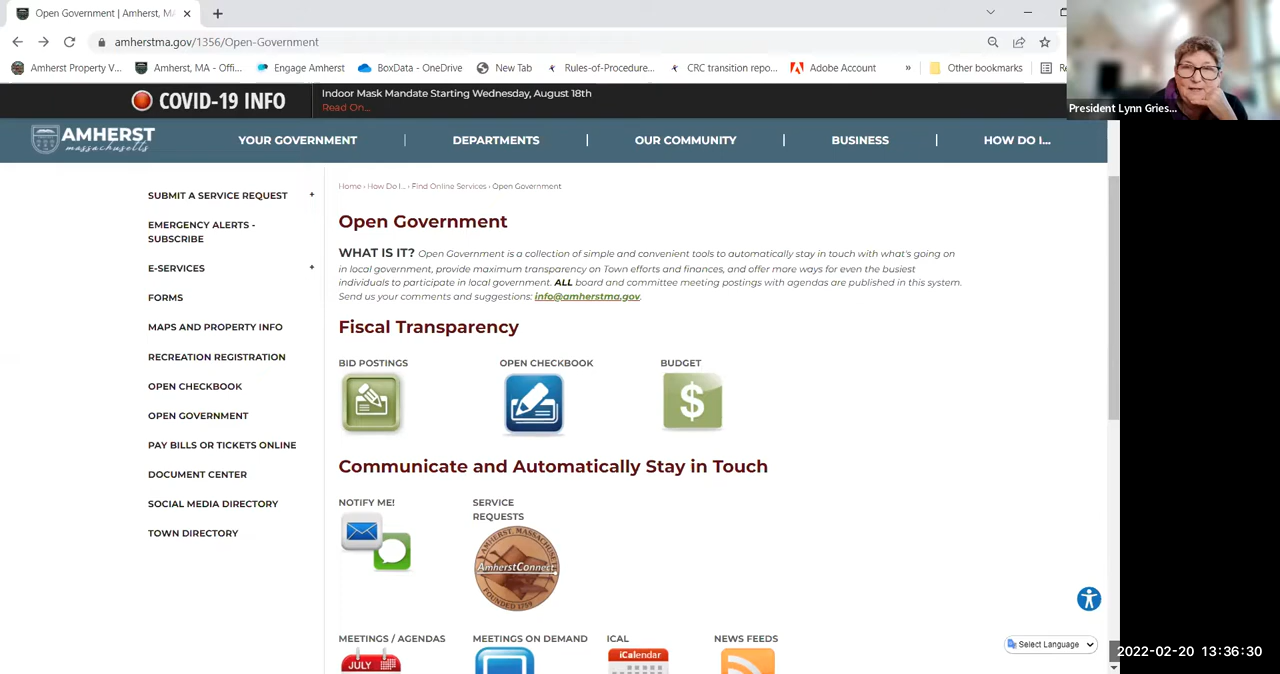 Open Government | Amherst, MA
amherstma.gov/1356/Open-Government
Amherst Property V...
Amherst, MA - Offi...
Engage Amherst
BoxData - OneDrive
New Tab
Rules-of-Procedure...
CRC transition repo...
Adobe Account
»
Other bookmarks
Re
President Lynn Gries...
COVID-19 INFO
Indoor Mask Mandate Starting Wednesday, August 18th
Read On...
AMHERST
massachusetts
YOUR GOVERNMENT
DEPARTMENTS
OUR COMMUNITY
BUSINESS
HOW DO I...
SUBMIT A SERVICE REQUEST +
EMERGENCY ALERTS -
SUBSCRIBE
E-SERVICES +
FORMS
MAPS AND PROPERTY INFO
RECREATION REGISTRATION
OPEN CHECKBOOK
OPEN GOVERNMENT
PAY BILLS OR TICKETS ONLINE
DOCUMENT CENTER
SOCIAL MEDIA DIRECTORY
TOWN DIRECTORY
Home › How Do I... › Find Online Services › Open Government
Open Government
WHAT IS IT? Open Government is a collection of simple and convenient tools to automatically stay in touch with what's going on
in local government, provide maximum transparency on Town efforts and finances, and offer more ways for even the busiest
individuals to participate in local government. ALL board and committee meeting postings with agendas are published in this system.
Send us your comments and suggestions: info@amherstma.gov.
Fiscal Transparency
BID POSTINGS
OPEN CHECKBOOK
BUDGET
$
Communicate and Automatically Stay in Touch
NOTIFY ME!
SERVICE
REQUESTS
AMHERST, MASSACHUSETTS
AmherstConnect
FOUNDED 1759
MEETINGS / AGENDAS
MEETINGS ON DEMAND
ICAL
NEWS FEEDS
JULY
iCalendar
Select Language
2022-02-20 13:36:30